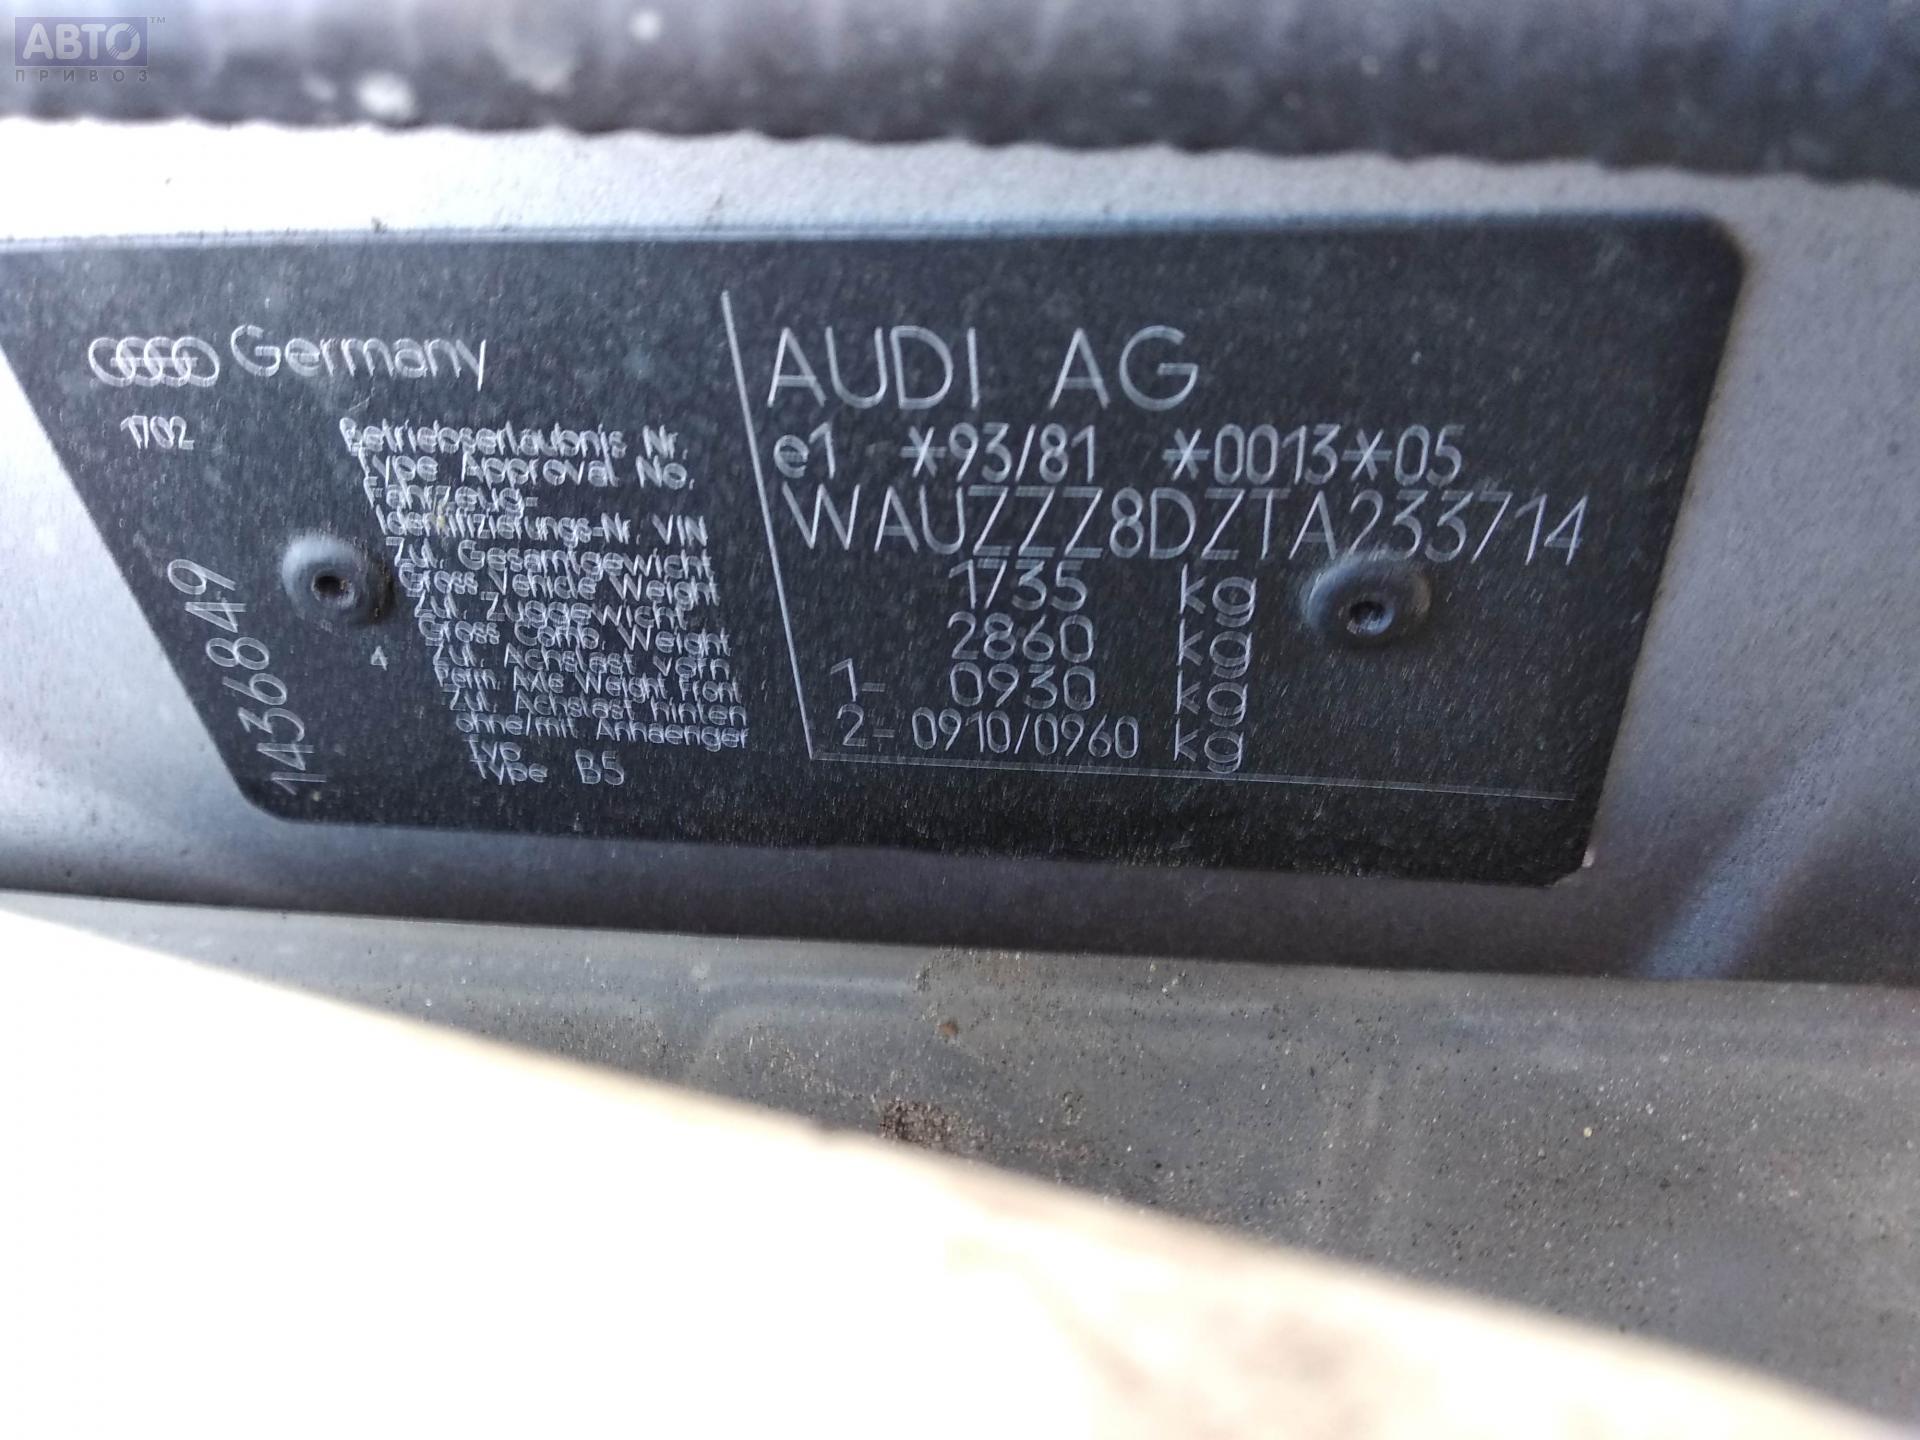 АВТО™
ПРИВОЗ
Germany
AUDI AG
17/02
Betriebserlaubnis Nr.
Type Approval No.
e1 *93/81 *0013*05
Fahrzeug-
Identifizierungs-Nr. VIN
WAUZZZ8DZTA233714
Zul. Gesamtgewicht
Gross Vehicle Weight
1735 kg
Zul. Zuggewicht
Gross Comb. Weight
2860 kg
4
Zul. Achslast vorn
Perm. Axle Weight Front
1- 0930 kg
Zul. Achslast hinten
ohne/mit Anhaenger
2- 0910/0960 kg
Typ
Type B5
1436849